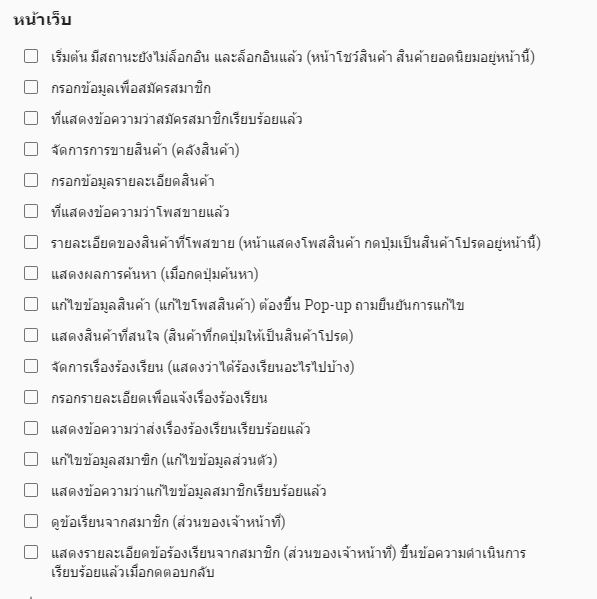 หน้าเว็บ
เริ่มต้น มีสถานะยังไม่ล็อกอิน และล็อกอินแล้ว (หน้าโชว์สินค้า สินค้ายอดนิยมอยู่หน้านี้)
กรอกข้อมูลเพื่อสมัครสมาชิก
ที่แสดงข้อความว่าสมัครสมาชิกเรียบร้อยแล้ว
จัดการการขายสินค้า (คลังสินค้า)
กรอกข้อมูลรายละเอียดสินค้า
ที่แสดงข้อความว่าโพสขายแล้ว
รายละเอียดของสินค้าที่โพสขาย (หน้าแสดงโพสสินค้า กดปุ่มเป็นสินค้าโปรดอยู่หน้านี้)
แสดงผลการค้นหา (เมื่อกดปุ่มค้นหา)
แก้ไขข้อมูลสินค้า (แก้ไขโพสสินค้า) ต้องขึ้น Pop-up ถามยืนยันการแก้ไข
แสดงสินค้าที่สนใจ (สินค้าที่กดปุ่มให้เป็นสินค้าโปรด)
จัดการเรื่องร้องเรียน (แสดงว่าได้ร้องเรียนอะไรไปบ้าง)
กรอกรายละเอียดเพื่อแจ้งเรื่องร้องเรียน
แสดงข้อความว่าส่งเรื่องร้องเรียนเรียบร้อยแล้ว
แก้ไขข้อมูลสมาชิก (แก้ไขข้อมูลส่วนตัว)
แสดงข้อความว่าแก้ไขข้อมูลสมาชิกเรียบร้อยแล้ว
ดูข้อเรียนจากสมาชิก (ส่วนของเจ้าหน้าที่)
แสดงรายละเอียดข้อร้องเรียนจากสมาชิก (ส่วนของเจ้าหน้าที่) ขึ้นข้อความดำเนินการ
เรียบร้อยแล้วเมื่อกดตอบกลับ